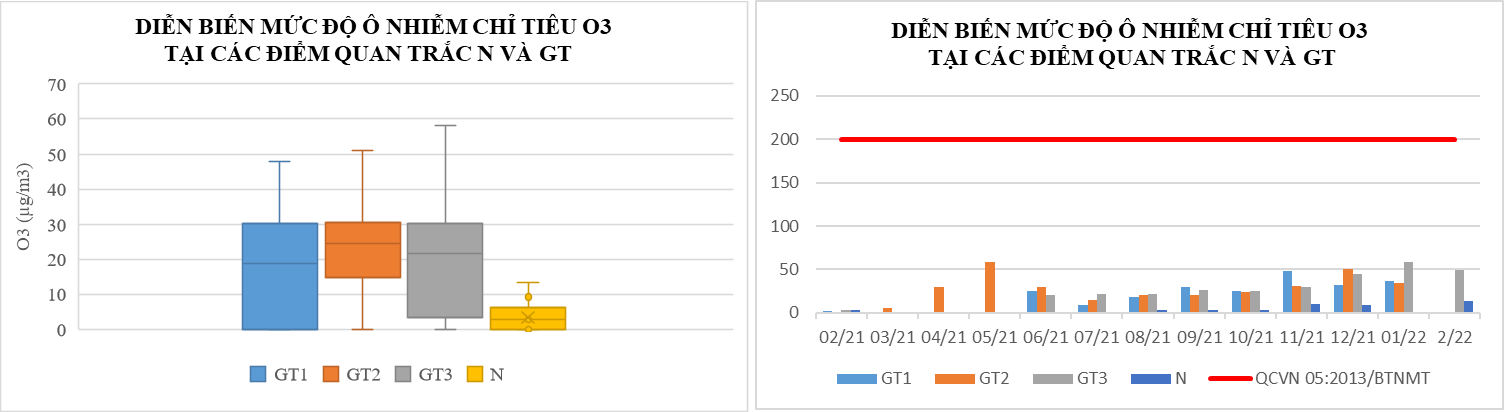 DIỄN BIẾN MỨC ĐỘ Ô NHIỄM CHỈ TIÊU O3
TẠI CÁC ĐIỂM QUAN TRẮC N VÀ GT
70
60
50
40
30
20
10
0
O3 (µg/m3)
GT1 GT2 GT3 N
DIỄN BIẾN MỨC ĐỘ Ô NHIỄM CHỈ TIÊU O3
TẠI CÁC ĐIỂM QUAN TRẮC N VÀ GT
250
200
150
100
50
0
02/21 03/21 04/21 05/21 06/21 07/21 08/21 09/21 10/21 11/21 12/21 01/22 2/22
GT1 GT2 GT3 N QCVN 05:2013/BTNMT